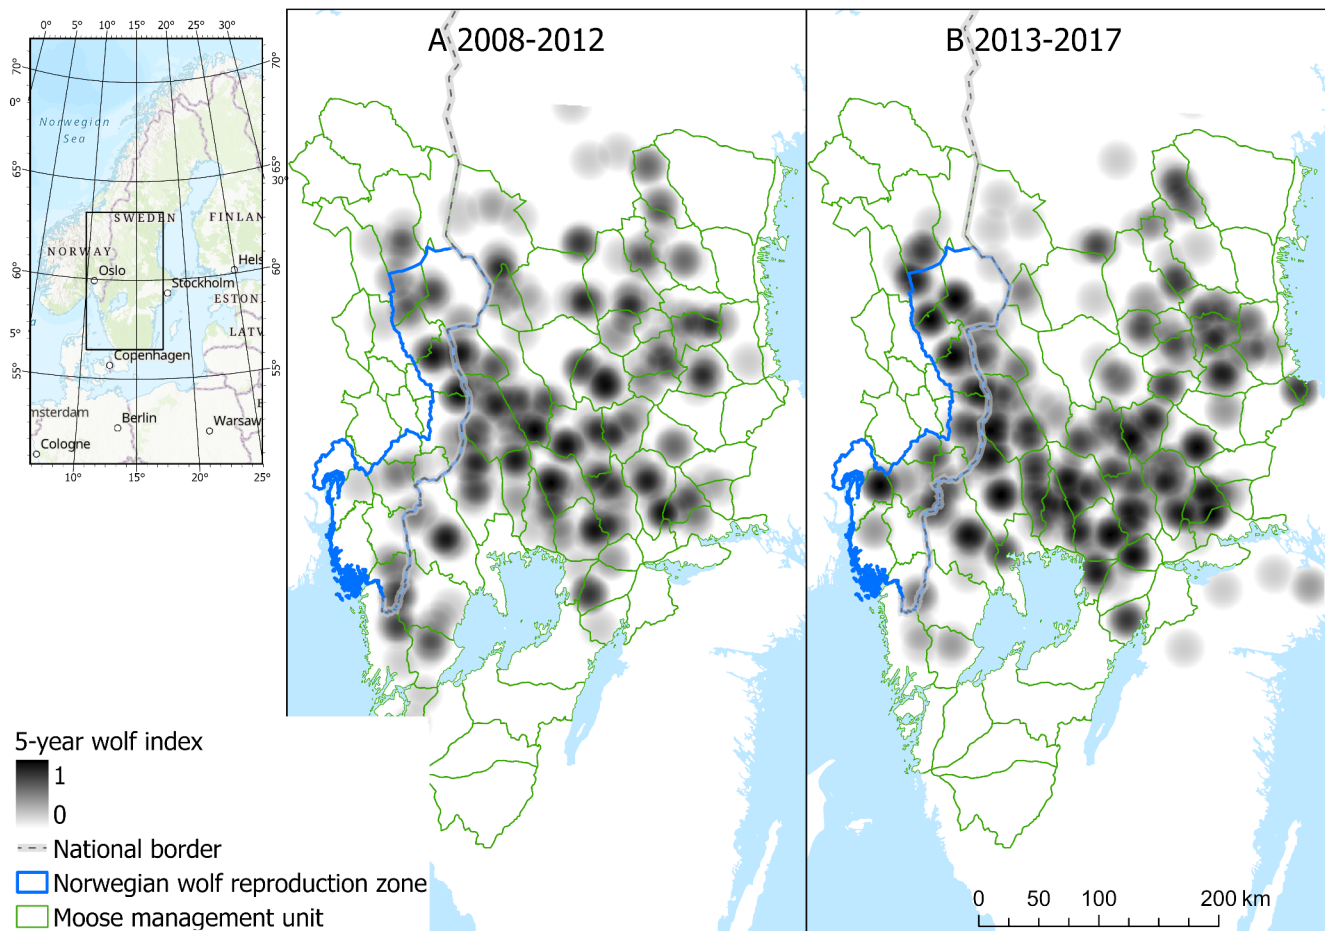 0° 5° 10° 15° 20° 25° 30°
A 2008-2012
B 2013-2017
70°
70°
0°
Norwegian
Sea
65°
65°
30°
SWEDEN
FINLAN
NORWAY
60°
Oslo
Hels
60°
Stockholm
ESTON
5°
LATV
Copenhagen
55°
55°
msterdam
Berlin
Warsaw
Cologne
10° 15° 20° 25°
5-year wolf index
1
0
National border
Norwegian wolf reproduction zone
Moose management unit
0 50 100 200 km